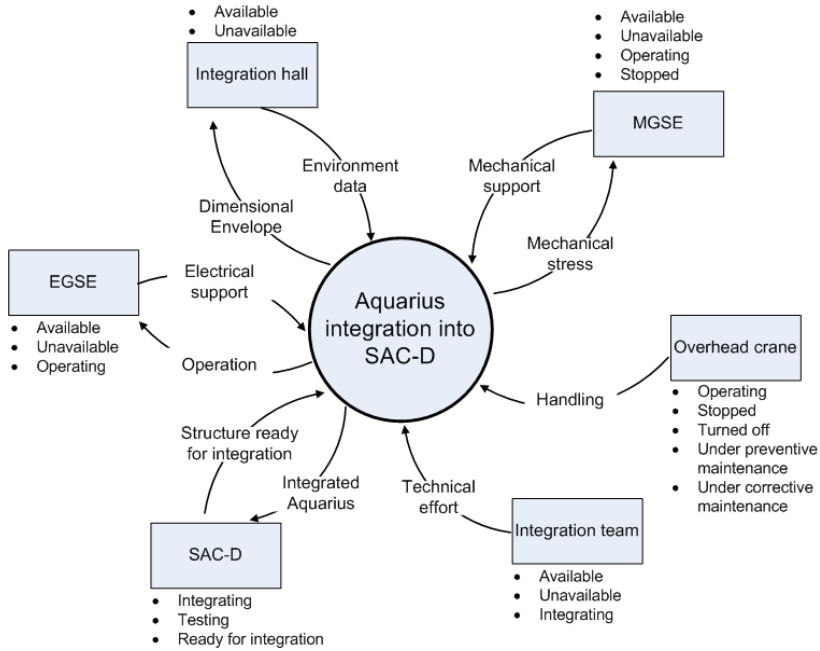 • Available
• Unavailable
Integration hall
• Available
• Unavailable
• Operating
• Stopped
MGSE
Environment
data
Mechanical
support
Dimensional
Envelope
Mechanical
stress
EGSE
• Available
• Unavailable
• Operating
Electrical
support
Operation
Aquarius
integration into
SAC-D
Overhead crane
• Operating
• Stopped
• Turned off
• Under preventive
maintenance
• Under corrective
maintenance
Handling
Structure ready
for integration
Integrated
Aquarius
Technical
effort
SAC-D
• Integrating
• Testing
• Ready for integration
Integration team
• Available
• Unavailable
• Integrating